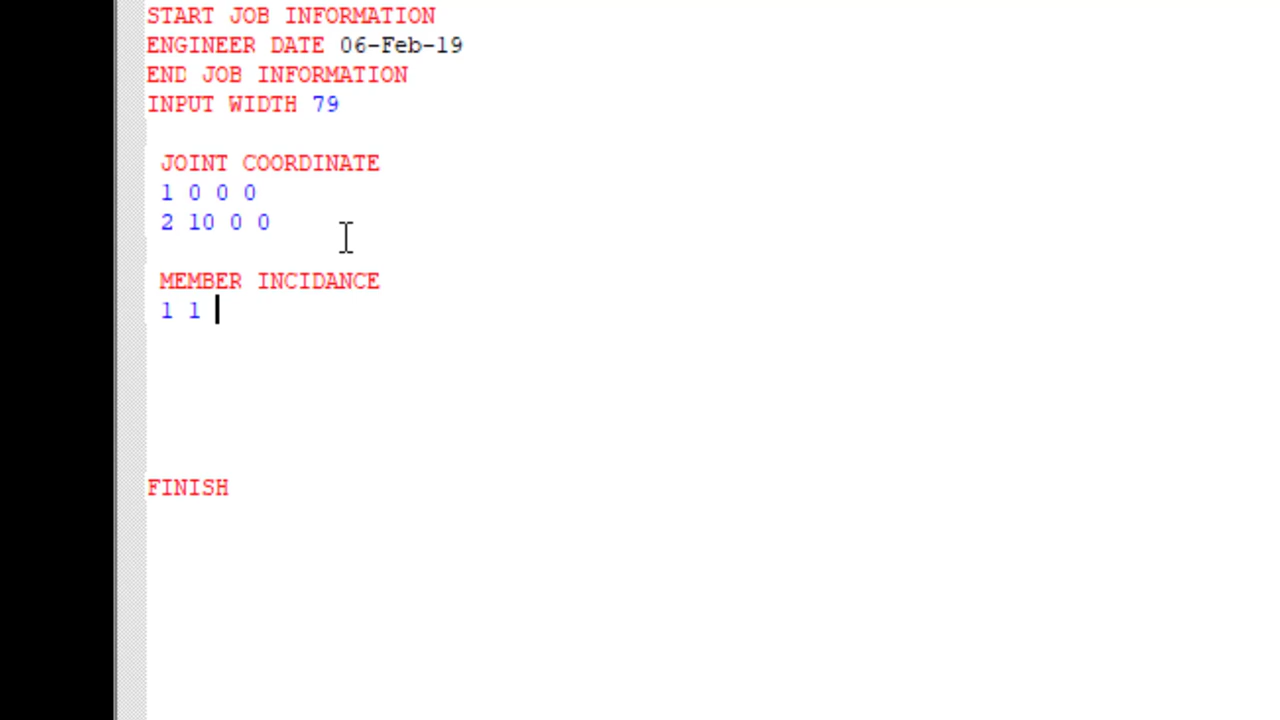 START JOB INFORMATION
ENGINEER DATE 06-Feb-19
END JOB INFORMATION
INPUT WIDTH 79
JOINT COORDINATE
1 0 0 0
2 10 0 0
MEMBER INCIDANCE
1 1
FINISH